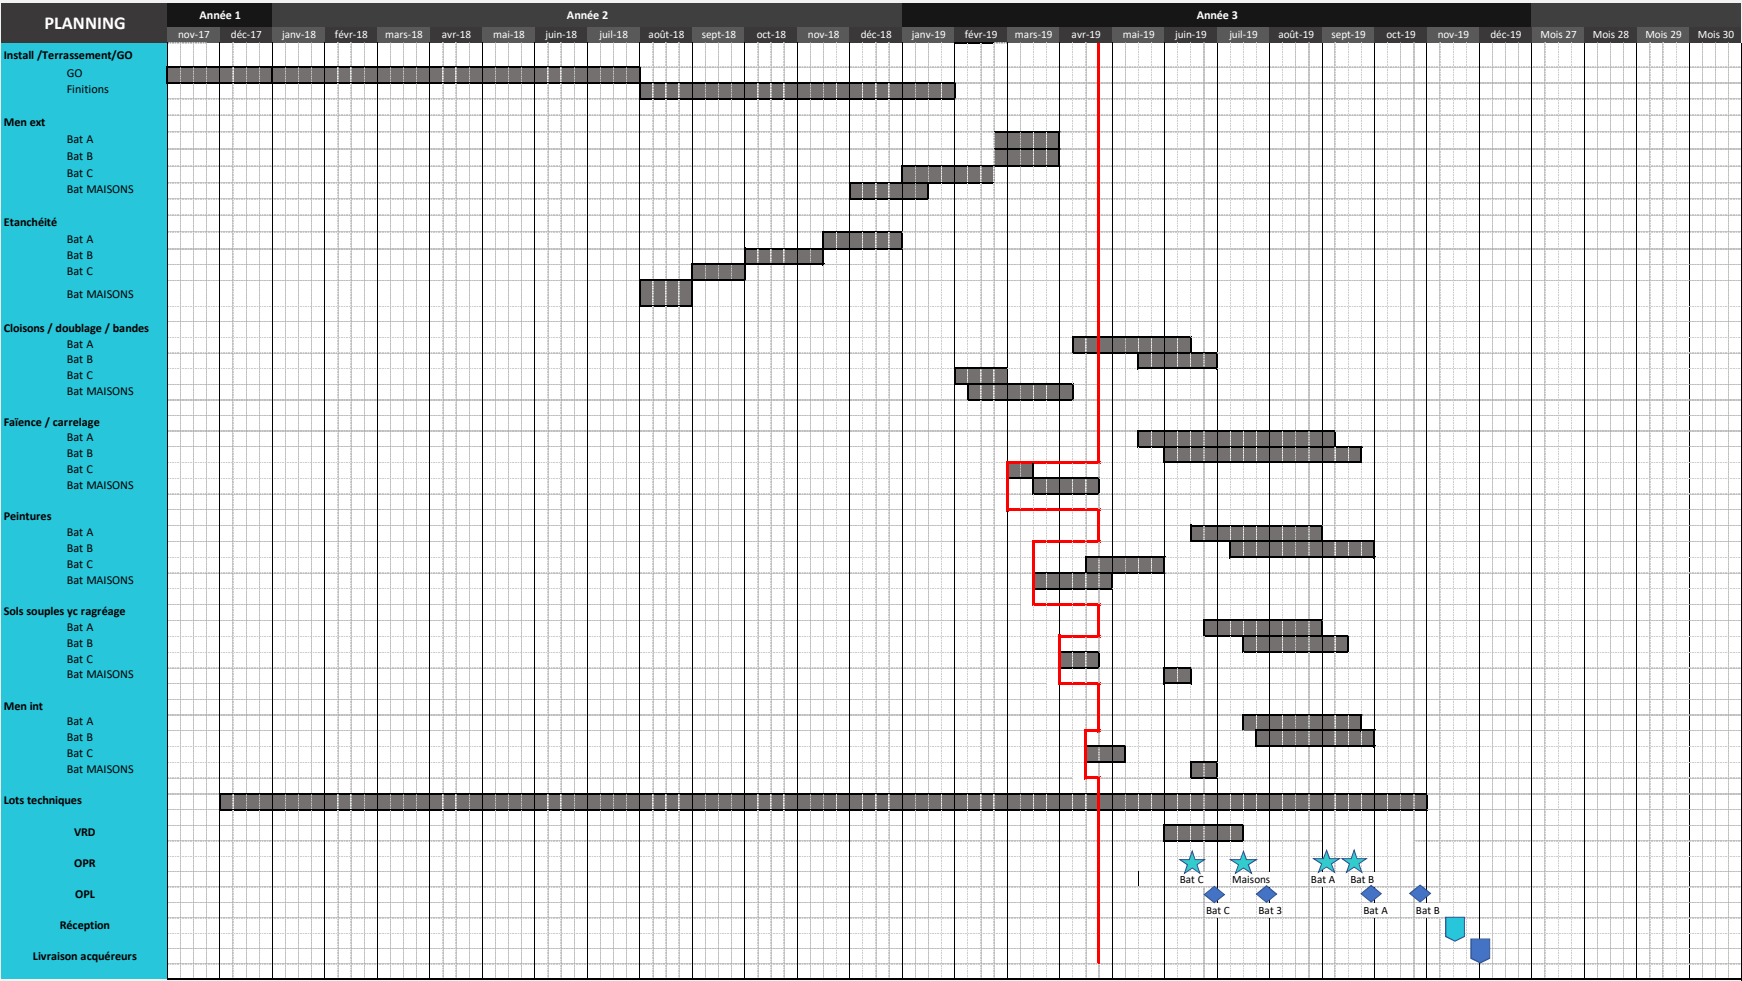 PLANNING
Année 1 Année 2 Année 3
nov-17 déc-17 janv-18 févr-18 mars-18 avr-18 mai-18 juin-18 juil-18 août-18 sept-18 oct-18 nov-18 déc-18 janv-19 févr-19 mars-19 avr-19 mai-19 juin-19 juil-19 août-19 sept-19 oct-19 nov-19 déc-19 Mois 27 Mois 28 Mois 29 Mois 30
Install /Terrassement/GO
GO
Finitions
Men ext
Bat A
Bat B
Bat C
Bat MAISONS
Etanchéité
Bat A
Bat B
Bat C
Bat MAISONS
Cloisons / doublage / bandes
Bat A
Bat B
Bat C
Bat MAISONS
Faïence / carrelage
Bat A
Bat B
Bat C
Bat MAISONS
Peintures
Bat A
Bat B
Bat C
Bat MAISONS
Sols souples yc ragréage
Bat A
Bat B
Bat C
Bat MAISONS
Men int
Bat A
Bat B
Bat C
Bat MAISONS
Lots techniques
VRD
OPR
Bat C Maisons Bat A Bat B
OPL
Bat C Bat 3 Bat A Bat B
Réception
Livraison acquéreurs